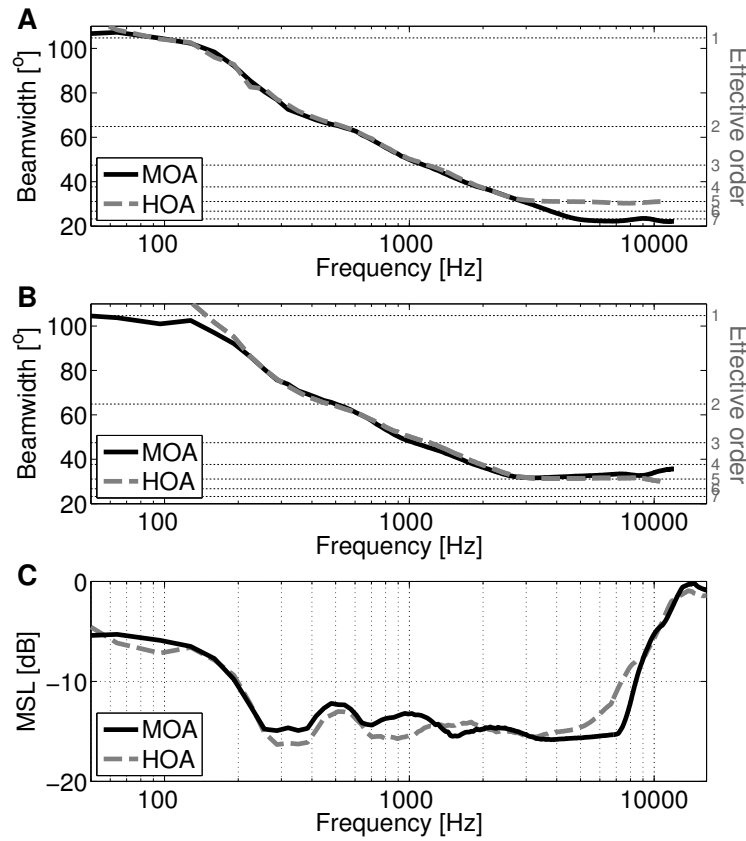 A
100
80
60
40
20
Beamwidth [o]
1
2
3
4
5
6
7
Effective order
MOA
HOA
100
1000
10000
Frequency [Hz]
B
100
80
60
40
20
Beamwidth [o]
1
2
3
4
5
6
7
Effective order
MOA
HOA
100
1000
10000
Frequency [Hz]
C
0
−10
−20
MSL [dB]
MOA
HOA
100
1000
10000
Frequency [Hz]